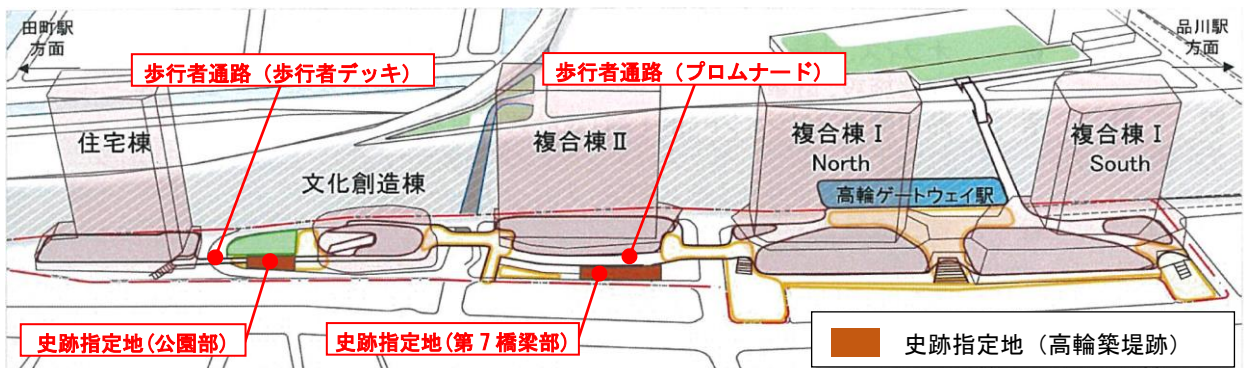 田町駅
方面
品川駅
方面
歩行者通路(歩行者デッキ)
歩行者通路(プロムナード)
住宅棟
文化創造棟
複合棟Ⅱ
複合棟Ⅰ
North
複合棟Ⅰ
South
高輪ゲートウェイ駅
史跡指定地(公園部)
史跡指定地(第7橋梁部)
史跡指定地(高輪築堤跡)